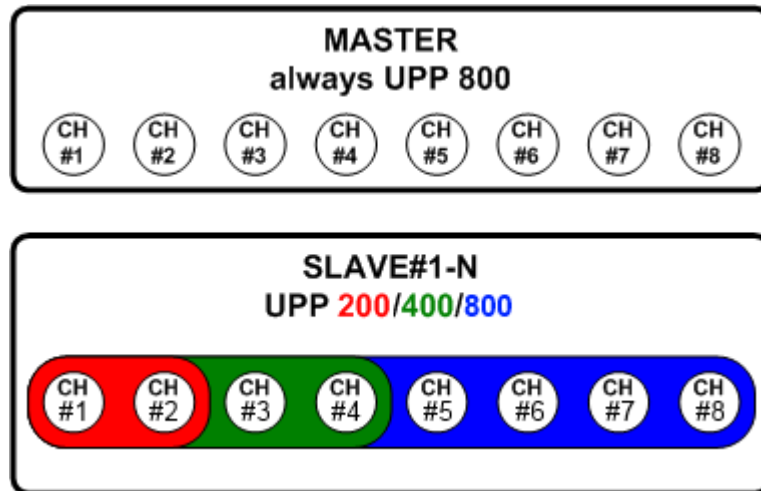 MASTER
always UPP 800
CH #1 CH #2 CH #3 CH #4 CH #5 CH #6 CH #7 CH #8
SLAVE#1-N
UPP 200/400/800
CH #1 CH #2 CH #3 CH #4 CH #5 CH #6 CH #7 CH #8